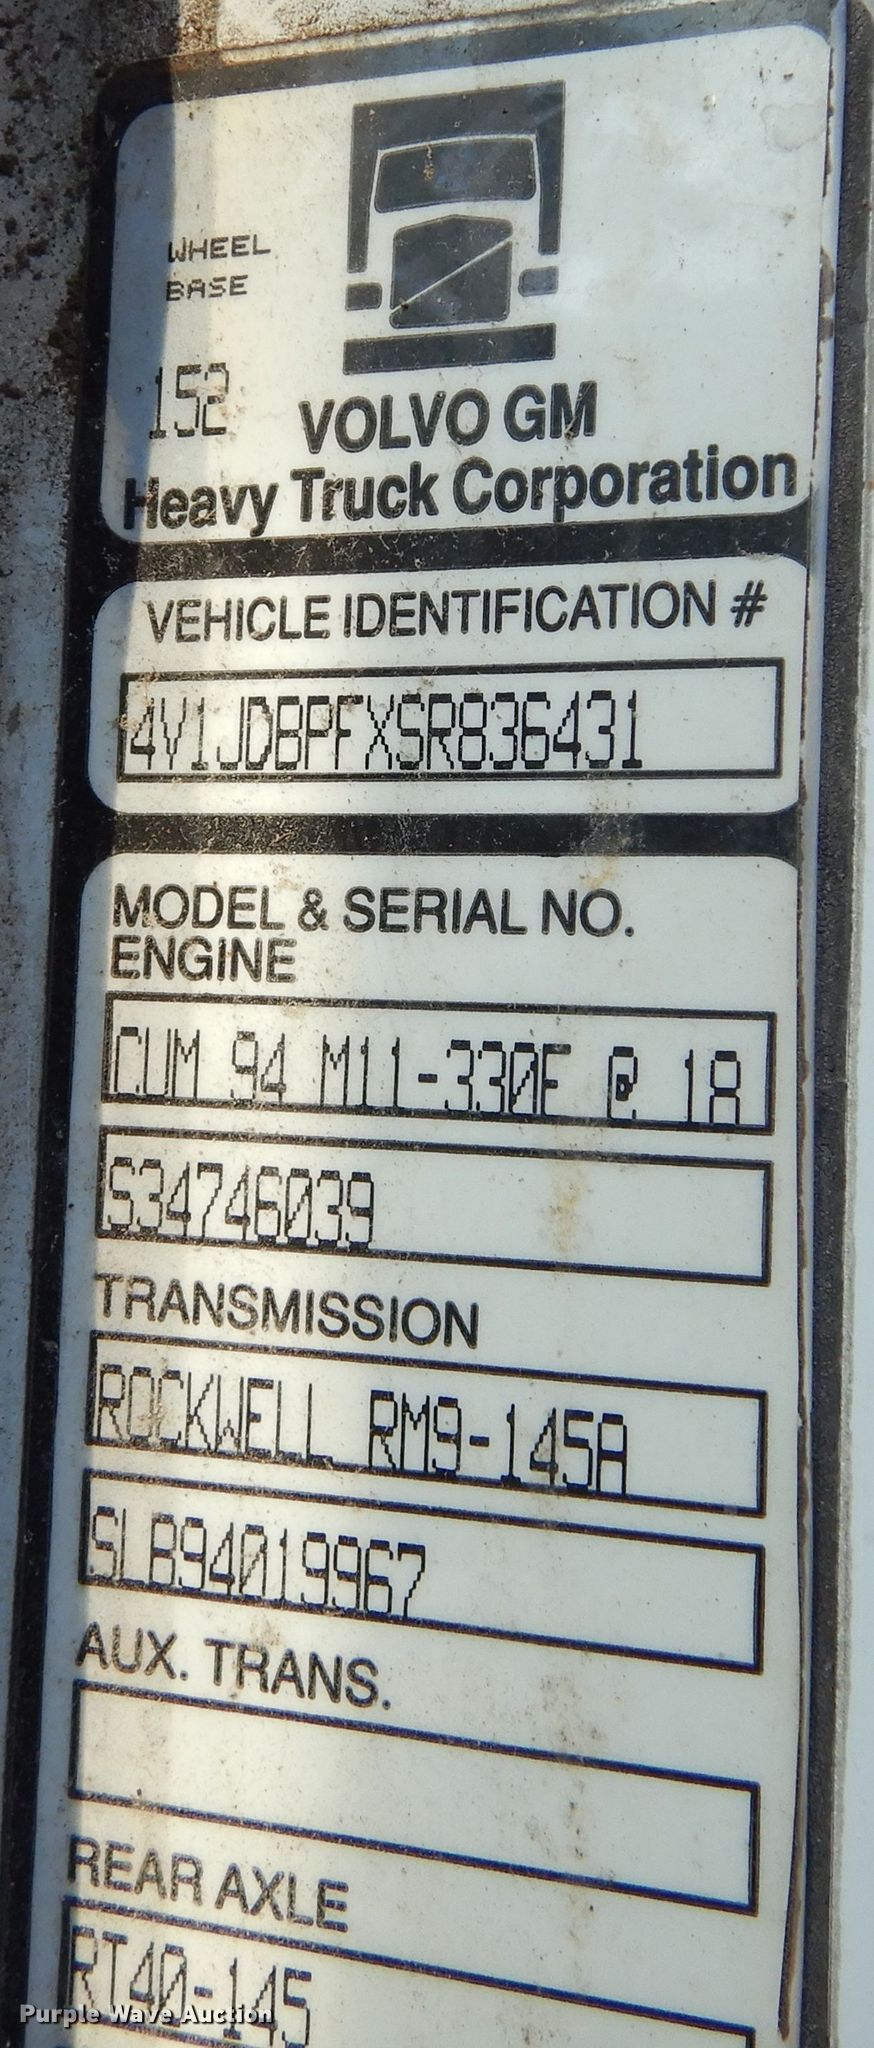 WHEEL
BASE
152
VOLVO GM
Heavy Truck Corporation
VEHICLE IDENTIFICATION #
4V1JDBPFXSR836431
MODEL & SERIAL NO.
ENGINE
CUM 94 M11-330E @ 18
S34746039
TRANSMISSION
ROCKWELL RM9-145A
SLB94019967
AUX. TRANS.
REAR AXLE
RT40-145
Purple Wave Auction